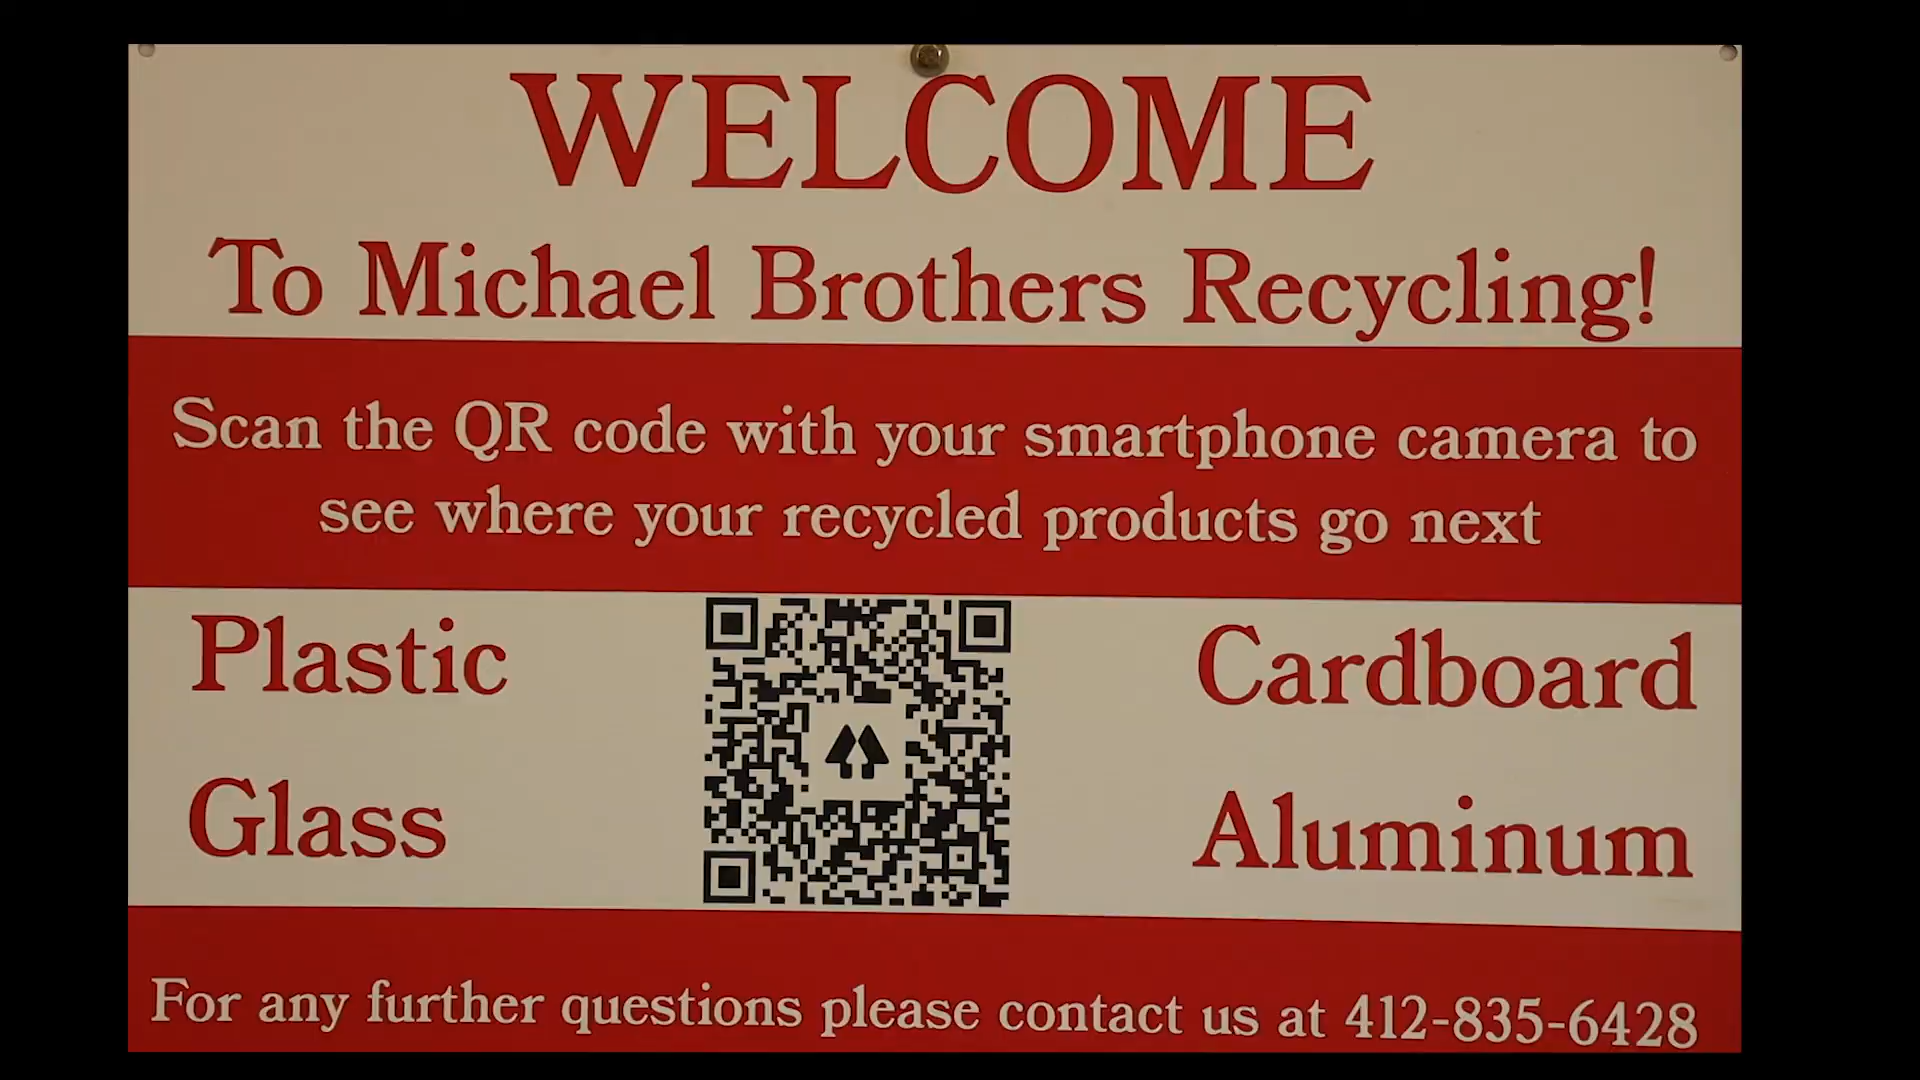 WELCOME
To Michael Brothers Recycling!
Scan the QR code with your smartphone camera to
see where your recycled products go next
Plastic
Cardboard
Glass
Aluminum
For any further questions please contact us at 412-835-6428